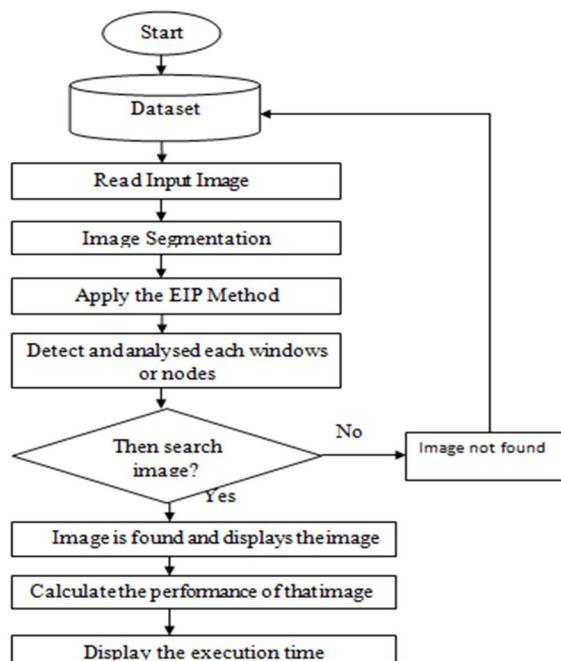 Start
Dataset
Read Input Image
Image Segmentation
Apply the EIP Method
Detect and analysed each windows
or nodes
Then search
image?
No
Image not found
Yes
Image is found and displays the image
Calculate the performance of that image
Display the execution time